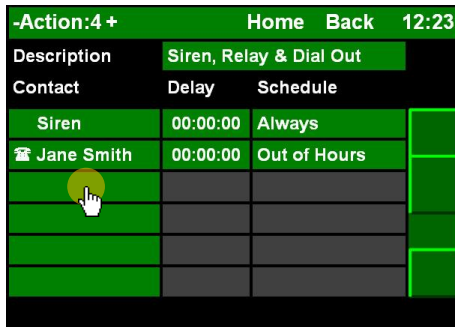 -Action:4 + Home Back 12:23
Description Siren, Relay & Dial Out
Contact Delay Schedule
Siren 00:00:00 Always
☎ Jane Smith 00:00:00 Out of Hours